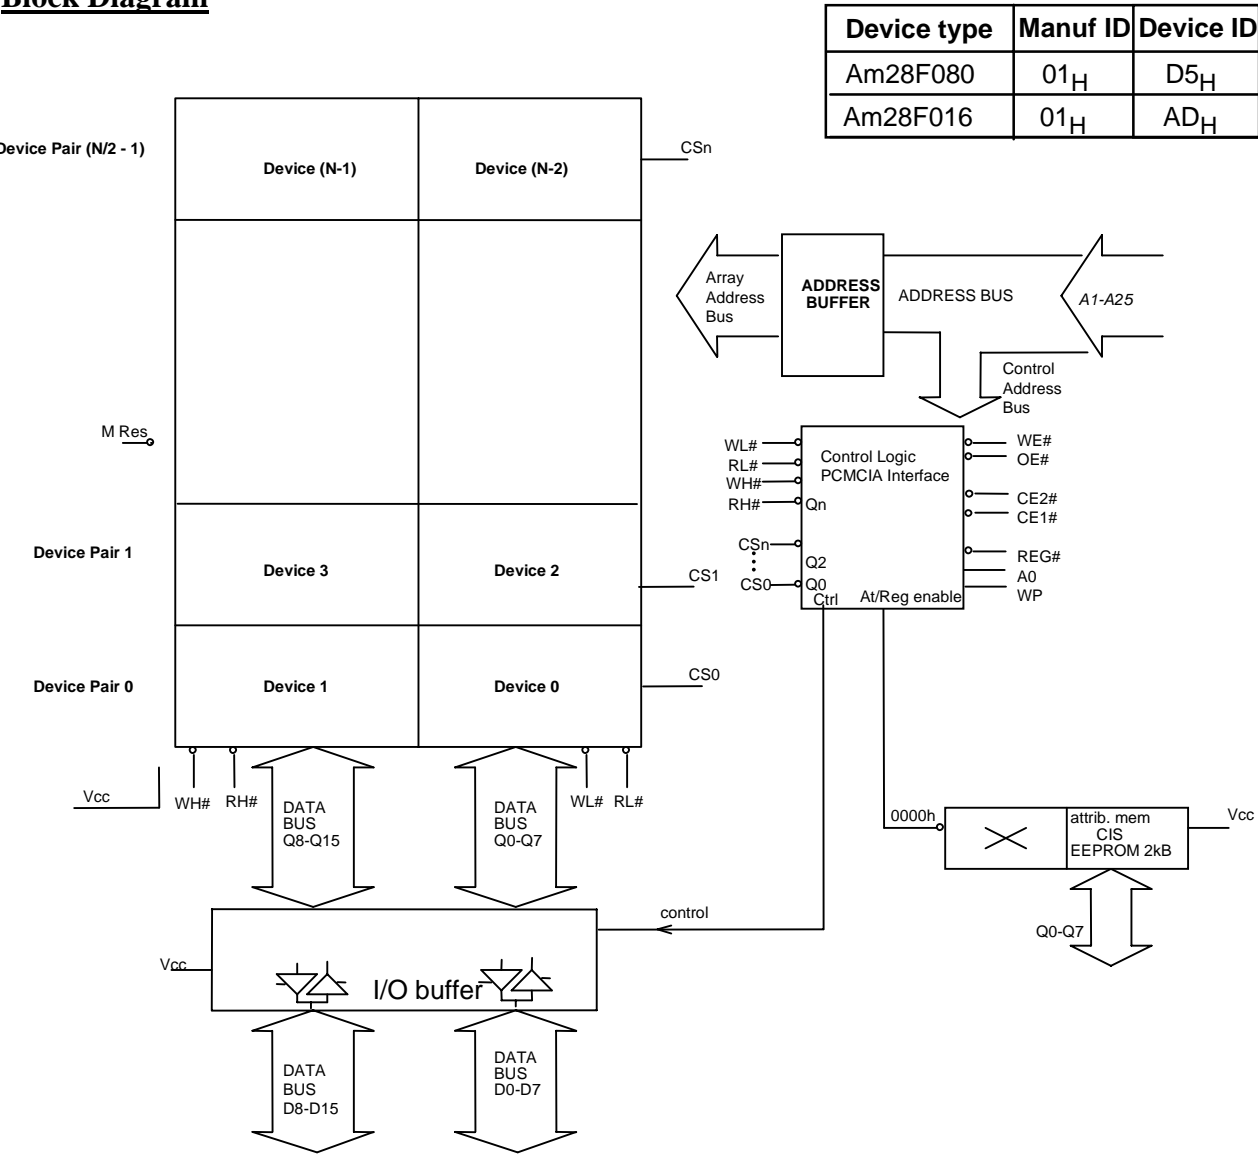 Block Diagram
Device type Manuf ID Device ID
Am28F080 01H D5H
Am28F016 01H ADH
Device Pair (N/2 - 1)
Device (N-1)
Device (N-2)
CSn
Array
Address
Bus
ADDRESS
BUFFER
ADDRESS BUS
A1-A25
Control
Address
Bus
M Res
WL#
RL#
WH#
RH#
Control Logic
PCMCIA Interface
Qn
WE#
OE#
CE2#
CE1#
REG#
A0
WP
CSn
CS0
Q2
Q0
Ctrl
At/Reg enable
Device Pair 1
Device 3
Device 2
CS1
Device Pair 0
Device 1
Device 0
CS0
Vcc
WH#
RH#
DATA
BUS
Q8-Q15
DATA
BUS
Q0-Q7
WL#
RL#
0000h
attrib. mem
CIS
EEPROM 2kB
Vcc
Q0-Q7
control
Vcc
I/O buffer
DATA
BUS
D8-D15
DATA
BUS
D0-D7